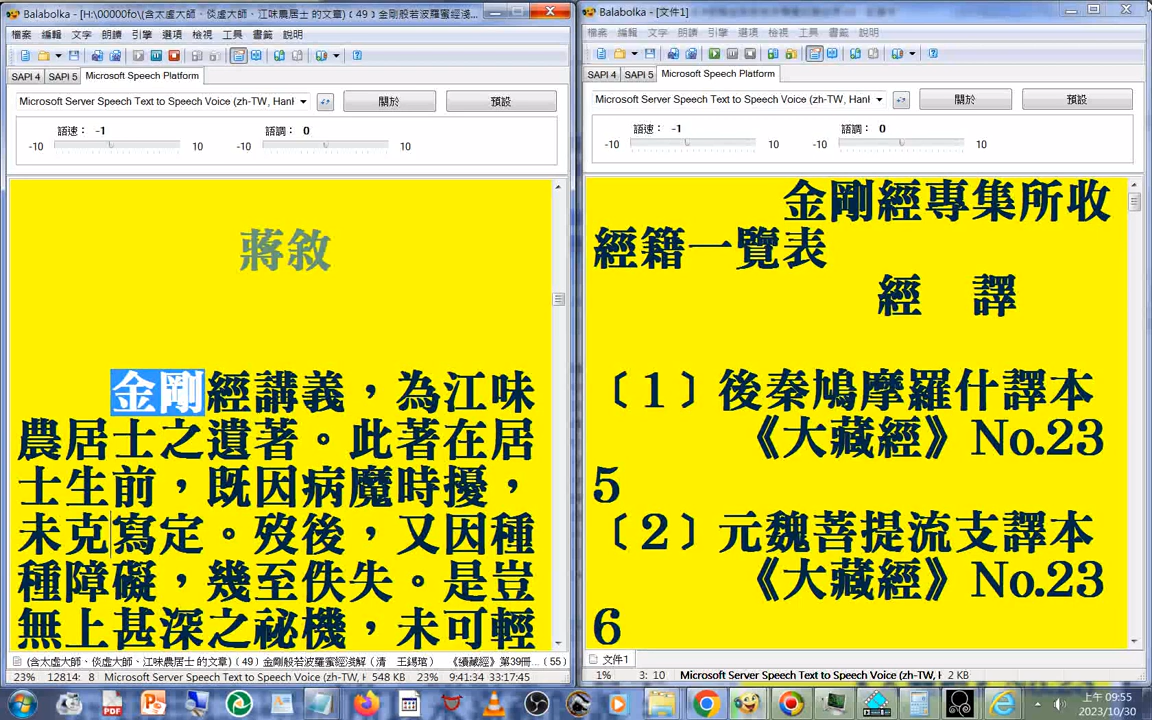 Balabolka - [H:\00000fo\(含太虛大師、倓虛大師、江味農居士 的文章)﹝49﹞金剛般若波羅蜜經淺...
檔案 編輯 文字 朗讀 引擎 選項 檢視 工具 書籤 說明
SAPI 4 SAPI 5 Microsoft Speech Platform
Microsoft Server Speech Text to Speech Voice (zh-TW, HanH
關於 預設
語速： -1 語調： 0
-10 10 -10 10
蔣敘
金剛經講義，為江味
農居士之遺著。此著在居
士生前，既因病魔時擾，
未克寫定。歿後，又因種
種障礙，幾至佚失。是豈
無上甚深之祕機，未可輕
(含太虛大師、倓虛大師、江味農居士 的文章)﹝49﹞金剛般若波羅蜜經淺解（清 王錫琯） 《續藏經》第39冊...﹝55﹞
23% 12814: 8 Microsoft Server Speech Text to Speech Voice (zh-TW, H 548 KB 23% 9:41:34 33:17:45
Balabolka - [文件1]
檔案 編輯 文字 朗讀 引擎 選項 檢視 工具 書籤 說明
SAPI 4 SAPI 5 Microsoft Speech Platform
Microsoft Server Speech Text to Speech Voice (zh-TW, HanH
關於 預設
語速： -1 語調： 0
-10 10 -10 10
金剛經專集所收
經籍一覽表
經 譯
〔１〕後秦鳩摩羅什譯本
《大藏經》No.23
5
〔２〕元魏菩提流支譯本
《大藏經》No.23
6
文件1
1% 3: 10 Microsoft Server Speech Text to Speech Voice (zh-TW, H 2 KB
上午 09:55
2023/10/30